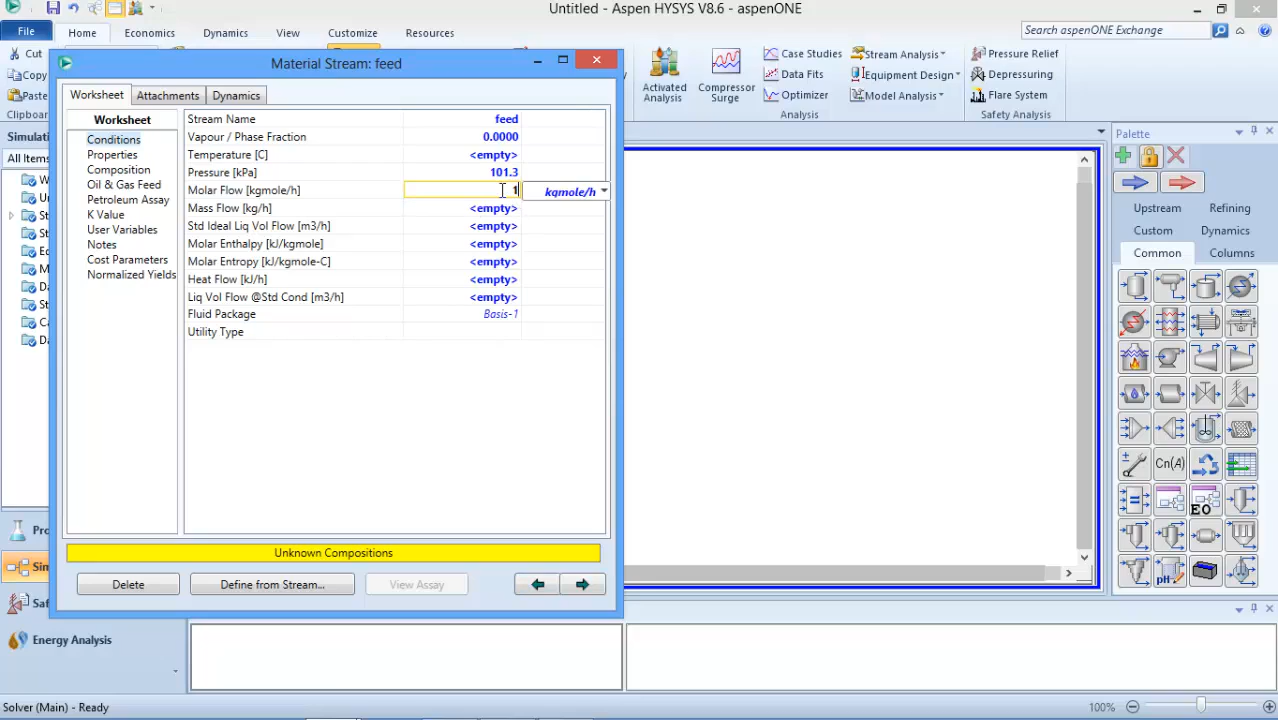 Untitled - Aspen HYSYS V8.6 - aspenONE
File Home Economics Dynamics View Customize Resources
Search aspenONE Exchange
Cut
Copy
Paste
Clipboard
Activated Analysis
Compressor Surge
Case Studies
Data Fits
Optimizer
Stream Analysis
Equipment Design
Model Analysis
Analysis
Pressure Relief
Depressuring
Flare System
Safety Analysis
All Items
Energy Analysis
Material Stream: feed
Worksheet Attachments Dynamics
Worksheet
Conditions
Properties
Composition
Oil & Gas Feed
Petroleum Assay
K Value
User Variables
Notes
Cost Parameters
Normalized Yields
Stream Name feed
Vapour / Phase Fraction 0.0000
Temperature [C] <empty>
Pressure [kPa] 101.3
Molar Flow [kgmole/h] 1 kgmole/h
Mass Flow [kg/h] <empty>
Std Ideal Liq Vol Flow [m3/h] <empty>
Molar Enthalpy [kJ/kgmole] <empty>
Molar Entropy [kJ/kgmole-C] <empty>
Heat Flow [kJ/h] <empty>
Liq Vol Flow @Std Cond [m3/h] <empty>
Fluid Package Basis-1
Utility Type
Unknown Compositions
Delete Define from Stream... View Assay
Palette
Upstream Refining
Custom Dynamics
Common Columns
Cn(A)
EO
pH
Solver (Main) - Ready
100%